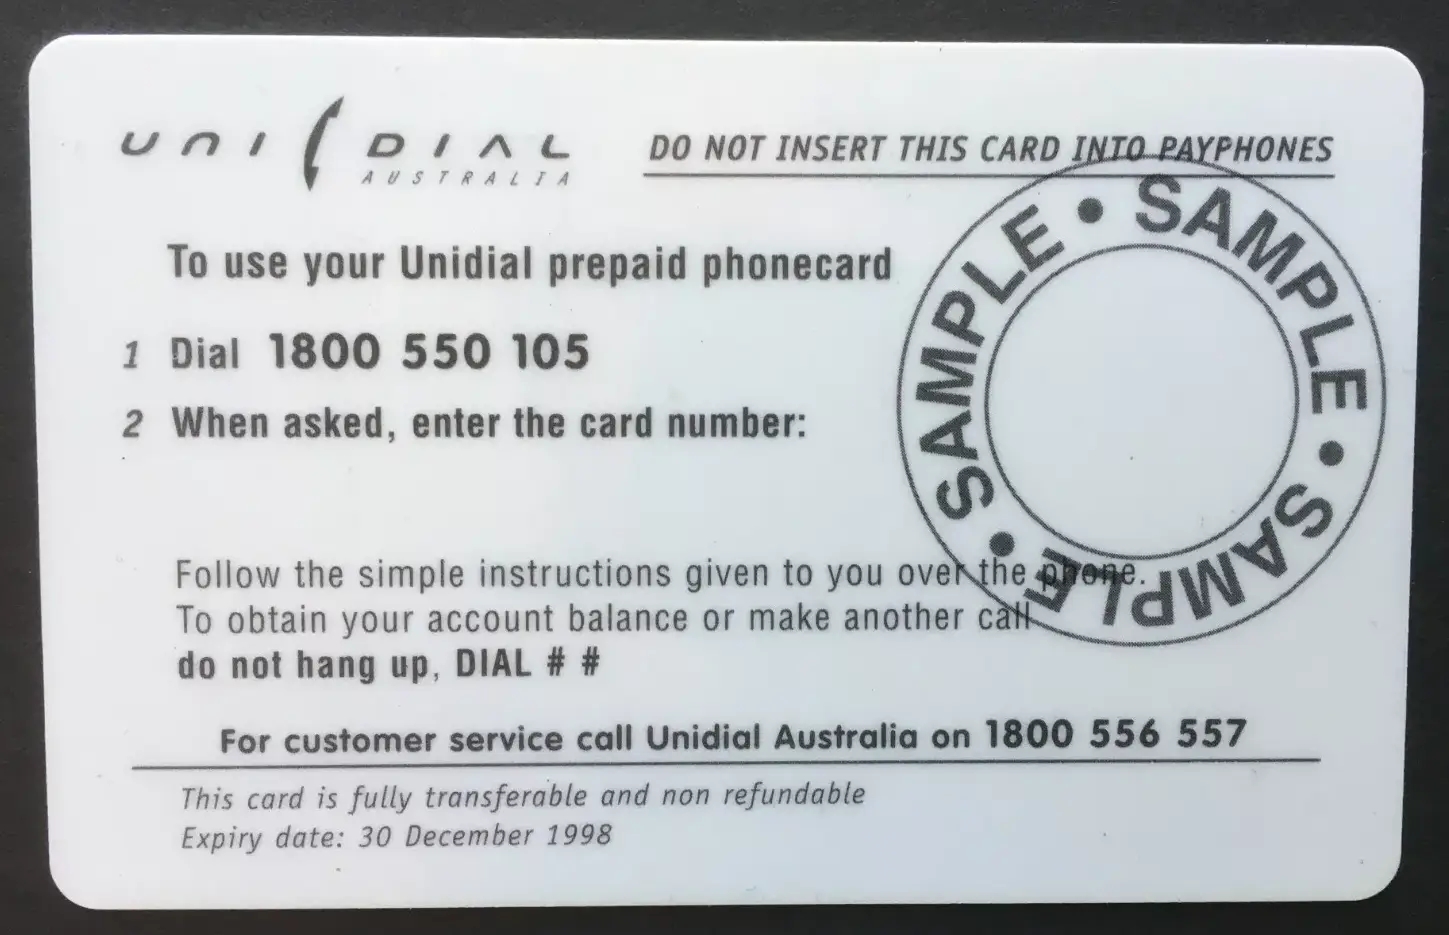 UNI DIAL
AUSTRALIA
DO NOT INSERT THIS CARD INTO PAYPHONES
To use your Unidial prepaid phonecard
1 Dial 1800 550 105
2 When asked, enter the card number:
SAMPLE • SAMPLE • SAMPLE • SAMPLE •
Follow the simple instructions given to you over the phone.
To obtain your account balance or make another call
do not hang up, DIAL # #
For customer service call Unidial Australia on 1800 556 557
This card is fully transferable and non refundable
Expiry date: 30 December 1998